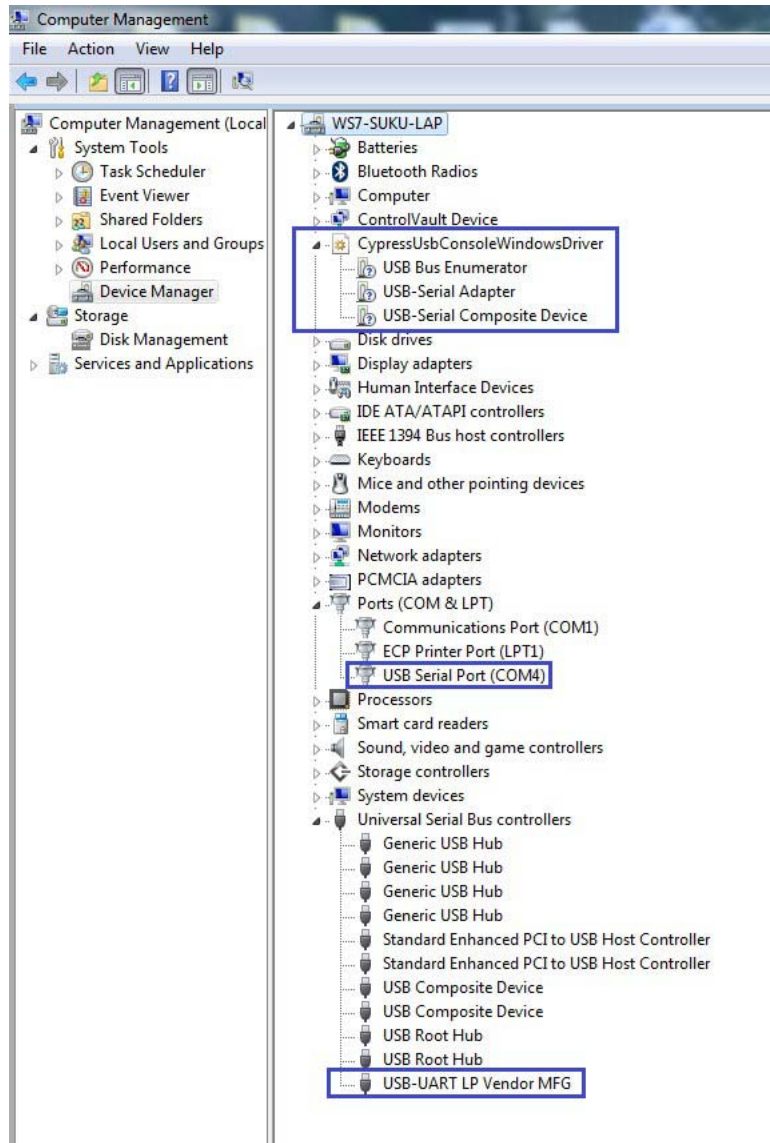 Computer Management
File Action View Help
Computer Management (Local
System Tools
Task Scheduler
Event Viewer
Shared Folders
Local Users and Groups
Performance
Device Manager
Storage
Disk Management
Services and Applications
WS7-SUKU-LAP
Batteries
Bluetooth Radios
Computer
ControlVault Device
CypressUsbConsoleWindowsDriver
USB Bus Enumerator
USB-Serial Adapter
USB-Serial Composite Device
Disk drives
Display adapters
Human Interface Devices
IDE ATA/ATAPI controllers
IEEE 1394 Bus host controllers
Keyboards
Mice and other pointing devices
Modems
Monitors
Network adapters
PCMCIA adapters
Ports (COM & LPT)
Communications Port (COM1)
ECP Printer Port (LPT1)
USB Serial Port (COM4)
Processors
Smart card readers
Sound, video and game controllers
Storage controllers
System devices
Universal Serial Bus controllers
Generic USB Hub
Generic USB Hub
Generic USB Hub
Generic USB Hub
Standard Enhanced PCI to USB Host Controller
Standard Enhanced PCI to USB Host Controller
USB Composite Device
USB Composite Device
USB Root Hub
USB Root Hub
USB-UART LP Vendor MFG